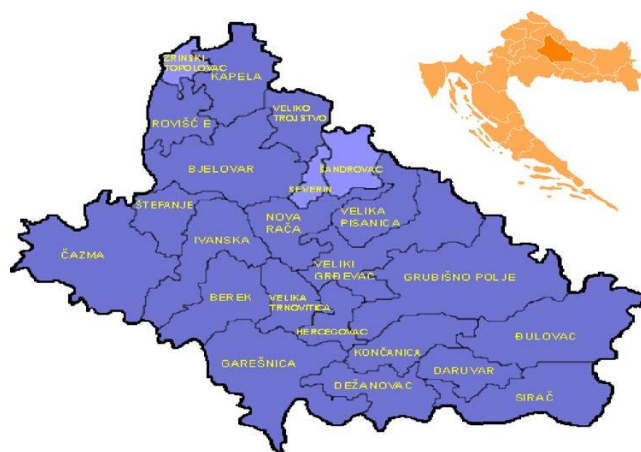 ZRINSKI
TOPOLOVAC
KAPELA
VELIKO
TROJSTVO
ROVIŠĆE
BJELOVAR
ŠANDROVAC
SEVERIN
ŠTEFANJE
NOVA
RAČA
VELIKA
PISANICA
IVANSKA
ČAZMA
VELIKI
GRĐEVAC
GRUBIŠNO POLJE
BEREK
VELIKA
TRNOVITICA
HERCEGOVAC
ĐULOVAC
KONČANICA
GAREŠNICA
DARUVAR
DEŽANOVAC
SIRAČ